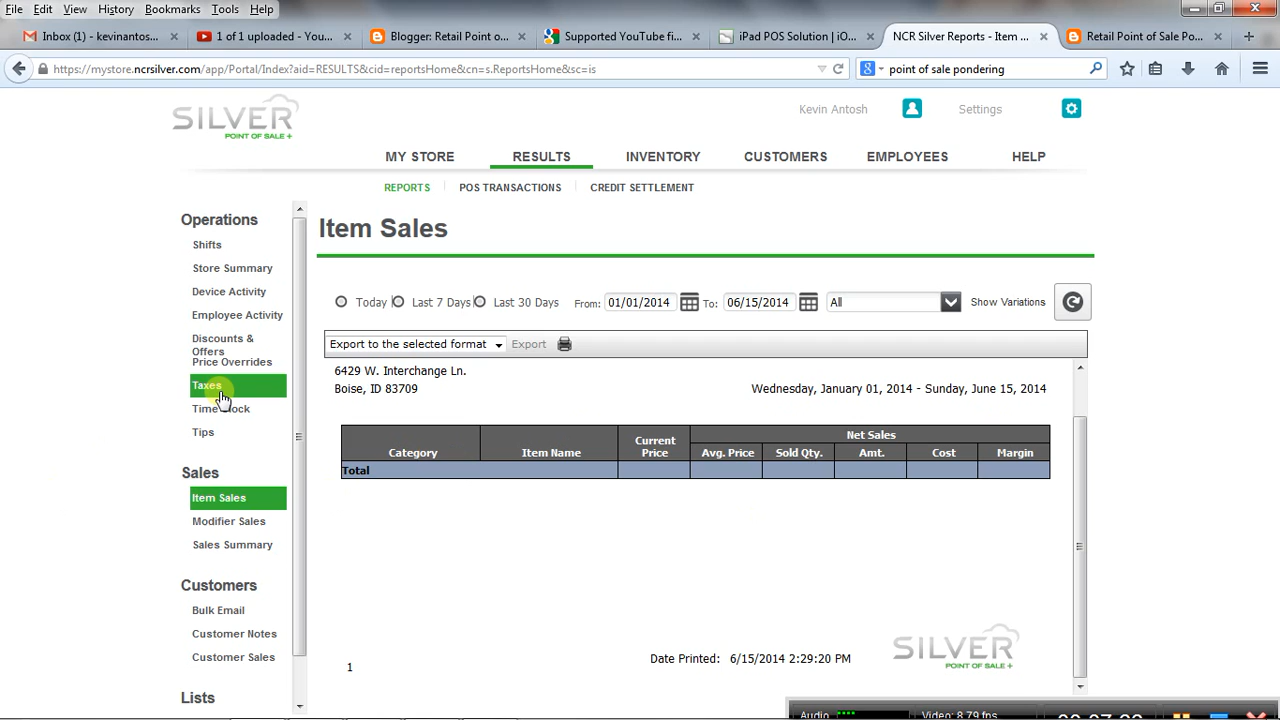 File Edit View History Bookmarks Tools Help
Inbox (1) - kevinantos... × 1 of 1 uploaded - You... × Blogger: Retail Point o... × Supported YouTube fi... × iPad POS Solution | iO... × NCR Silver Reports - Item ... × Retail Point of Sale Po... × +
https://mystore.ncrsilver.com/app/Portal/Index?aid=RESULTS&cid=reportsHome&cn=s.ReportsHome&sc=is point of sale pondering
SILVER
POINT OF SALE +
Kevin Antosh Settings
MY STORE RESULTS INVENTORY CUSTOMERS EMPLOYEES HELP
REPORTS POS TRANSACTIONS CREDIT SETTLEMENT
Operations
Shifts
Store Summary
Device Activity
Employee Activity
Discounts &
Offers
Price Overrides
Taxes
Tips
Sales
Item Sales
Modifier Sales
Sales Summary
Customers
Bulk Email
Customer Notes
Customer Sales
Lists
Item Sales
Today Last 7 Days Last 30 Days From: 01/01/2014 To: 06/15/2014 All Show Variations
Export to the selected format Export
6429 W. Interchange Ln.
Boise, ID 83709 Wednesday, January 01, 2014 - Sunday, June 15, 2014
Category Item Name Current Price Net Sales
Avg. Price Sold Qty. Amt. Cost Margin
Total
SILVER
POINT OF SALE +
1 Date Printed: 6/15/2014 2:29:20 PM
Audio Video: 8.79 fps